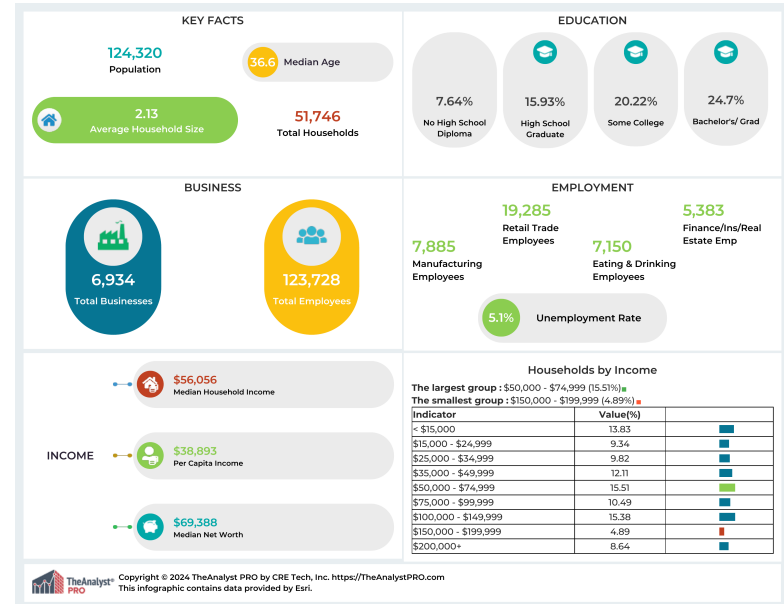 KEY FACTS
124,320
Population
36.6
Median Age
2.13
Average Household Size
51,746
Total Households
EDUCATION
7.64%
No High School
Diploma
15.93%
High School
Graduate
20.22%
Some College
24.7%
Bachelor's/ Grad
BUSINESS
6,934
Total Businesses
123,728
Total Employees
EMPLOYMENT
7,885
Manufacturing
Employees
19,285
Retail Trade
Employees
7,150
Eating & Drinking
Employees
5,383
Finance/Ins/Real
Estate Emp
5.1%
Unemployment Rate
INCOME
$56,056
Median Household Income
$38,893
Per Capita Income
$69,388
Median Net Worth
Households by Income
The largest group : $50,000 - $74,999 (15.51%)
The smallest group : $150,000 - $199,999 (4.89%)
Indicator Value(%)
< $15,000 13.83
$15,000 - $24,999 9.34
$25,000 - $34,999 9.82
$35,000 - $49,999 12.11
$50,000 - $74,999 15.51
$75,000 - $99,999 10.49
$100,000 - $149,999 15.38
$150,000 - $199,999 4.89
$200,000+ 8.64
TheAnalyst®
PRO
Copyright © 2024 TheAnalyst PRO by CRE Tech, Inc. https://TheAnalystPRO.com
This infographic contains data provided by Esri.